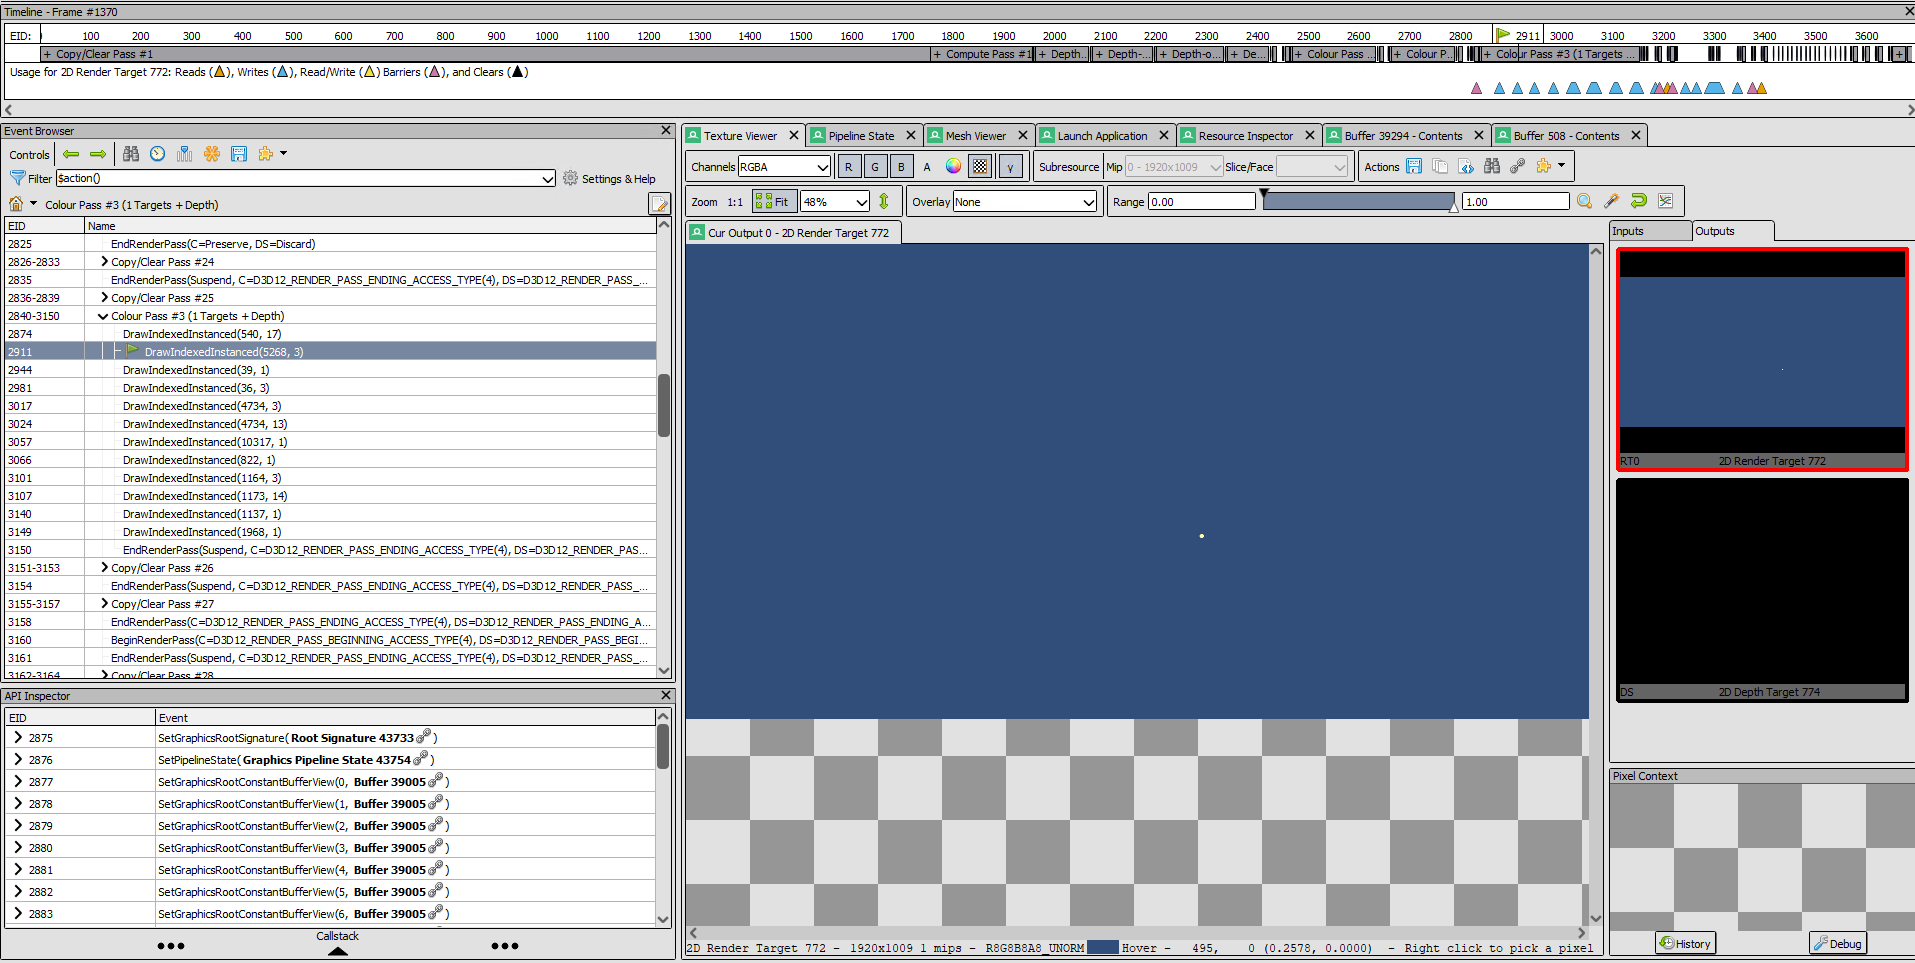 Timeline - Frame #1370
EID: 100 200 300 400 500 600 700 800 900 1000 1100 1200 1300 1400 1500 1600 1700 1800 1900 2000 2100 2200 2300 2400 2500 2600 2700 2800 2911 3000 3100 3200 3300 3400 3500 3600
+ Copy/Clear Pass #1 + Compute Pass #1 + Depth... + Depth-... + Depth-o... + De... + Colour Pass ... + Colour P... + Colour Pass #3 (1 Targets ... +
Usage for 2D Render Target 772: Reads ( ), Writes ( ), Read/Write ( ) Barriers ( ), and Clears ( )
Event Browser
Controls
Filter $action() Settings & Help
Colour Pass #3 (1 Targets + Depth)
EID Name
2825 EndRenderPass(C=Preserve, DS=Discard)
2826-2833 Copy/Clear Pass #24
2835 EndRenderPass(Suspend, C=D3D12_RENDER_PASS_ENDING_ACCESS_TYPE(4), DS=D3D12_RENDER_PASS_...
2836-2839 Copy/Clear Pass #25
2840-3150 Colour Pass #3 (1 Targets + Depth)
2874 DrawIndexedInstanced(540, 17)
2911 DrawIndexedInstanced(5268, 3)
2944 DrawIndexedInstanced(39, 1)
2981 DrawIndexedInstanced(36, 3)
3017 DrawIndexedInstanced(4734, 3)
3024 DrawIndexedInstanced(4734, 13)
3057 DrawIndexedInstanced(10317, 1)
3066 DrawIndexedInstanced(822, 1)
3101 DrawIndexedInstanced(1164, 3)
3107 DrawIndexedInstanced(1173, 14)
3140 DrawIndexedInstanced(1137, 1)
3149 DrawIndexedInstanced(1968, 1)
3150 EndRenderPass(Suspend, C=D3D12_RENDER_PASS_ENDING_ACCESS_TYPE(4), DS=D3D12_RENDER_PAS...
3151-3153 Copy/Clear Pass #26
3154 EndRenderPass(Suspend, C=D3D12_RENDER_PASS_ENDING_ACCESS_TYPE(4), DS=D3D12_RENDER_PASS_...
3155-3157 Copy/Clear Pass #27
3158 EndRenderPass(C=D3D12_RENDER_PASS_ENDING_ACCESS_TYPE(4), DS=D3D12_RENDER_PASS_ENDING_A...
3160 BeginRenderPass(C=D3D12_RENDER_PASS_BEGINNING_ACCESS_TYPE(4), DS=D3D12_RENDER_PASS_BEGI...
3161 EndRenderPass(Suspend, C=D3D12_RENDER_PASS_ENDING_ACCESS_TYPE(4), DS=D3D12_RENDER_PASS_...
3162-3164 Copy/Clear Pass #28
API Inspector
EID Event
2875 SetGraphicsRootSignature( Root Signature 43733 )
2876 SetPipelineState( Graphics Pipeline State 43754 )
2877 SetGraphicsRootConstantBufferView(0, Buffer 39005 )
2878 SetGraphicsRootConstantBufferView(1, Buffer 39005 )
2879 SetGraphicsRootConstantBufferView(2, Buffer 39005 )
2880 SetGraphicsRootConstantBufferView(3, Buffer 39005 )
2881 SetGraphicsRootConstantBufferView(4, Buffer 39005 )
2882 SetGraphicsRootConstantBufferView(5, Buffer 39005 )
2883 SetGraphicsRootConstantBufferView(6, Buffer 39005 )
Callstack
Texture Viewer Pipeline State Mesh Viewer Launch Application Resource Inspector Buffer 39294 - Contents Buffer 508 - Contents
Channels RGBA R G B A γ Subresource Mip 0 - 1920x1009 Slice/Face Actions
Zoom 1:1 Fit 48% Overlay None Range 0.00 1.00
Cur Output 0 - 2D Render Target 772
2D Render Target 772 - 1920x1009 1 mips - R8G8B8A8_UNORM Hover - 495, 0 (0.2578, 0.0000) - Right click to pick a pixel
Inputs Outputs
RT0 2D Render Target 772
DS 2D Depth Target 774
Pixel Context
History Debug